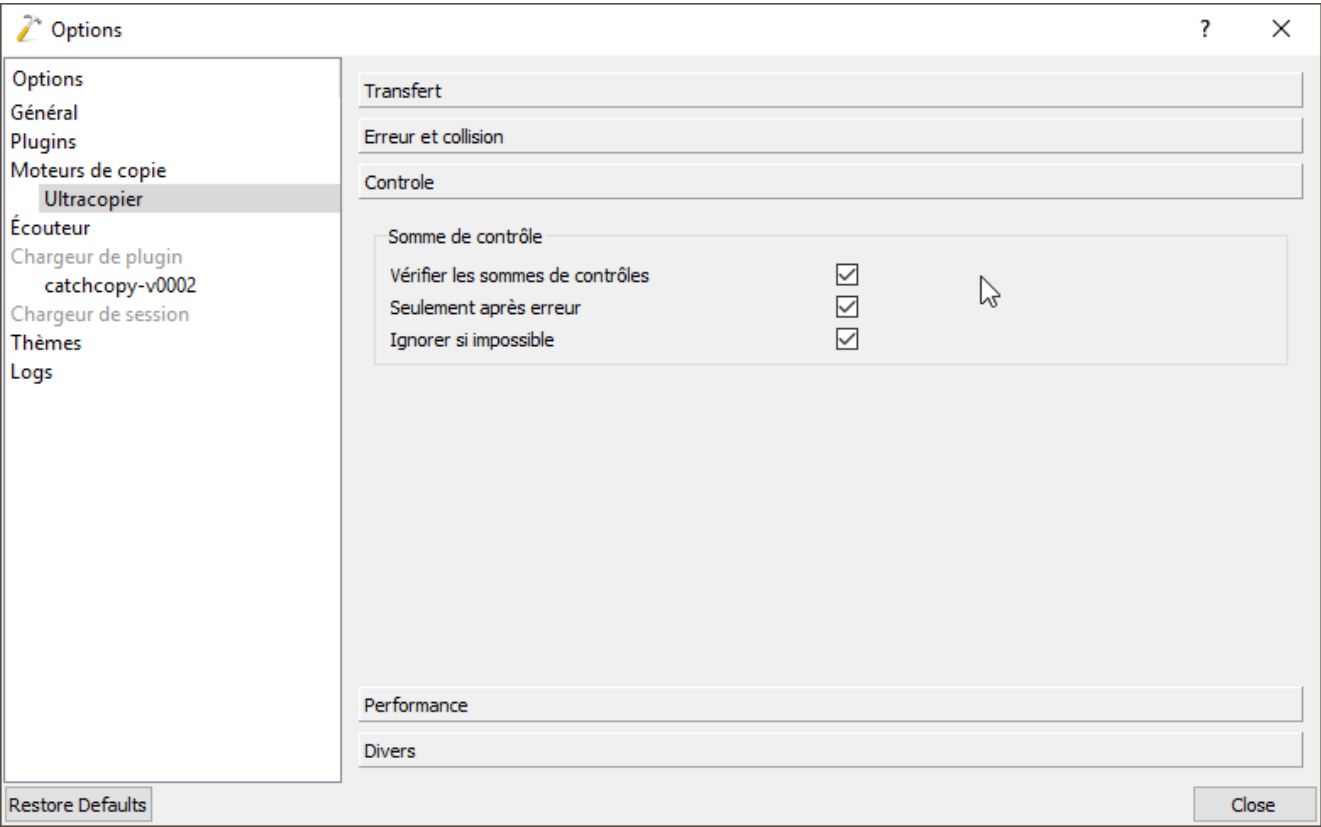 Options
?
Options
Général
Plugins
Moteurs de copie
Ultracopier
Écouteur
Chargeur de plugin
catchcopy-v0002
Chargeur de session
Thèmes
Logs
Transfert
Erreur et collision
Controle
Somme de contrôle
Vérifier les sommes de contrôles
Seulement après erreur
Ignorer si impossible
Performance
Divers
Restore Defaults
Close